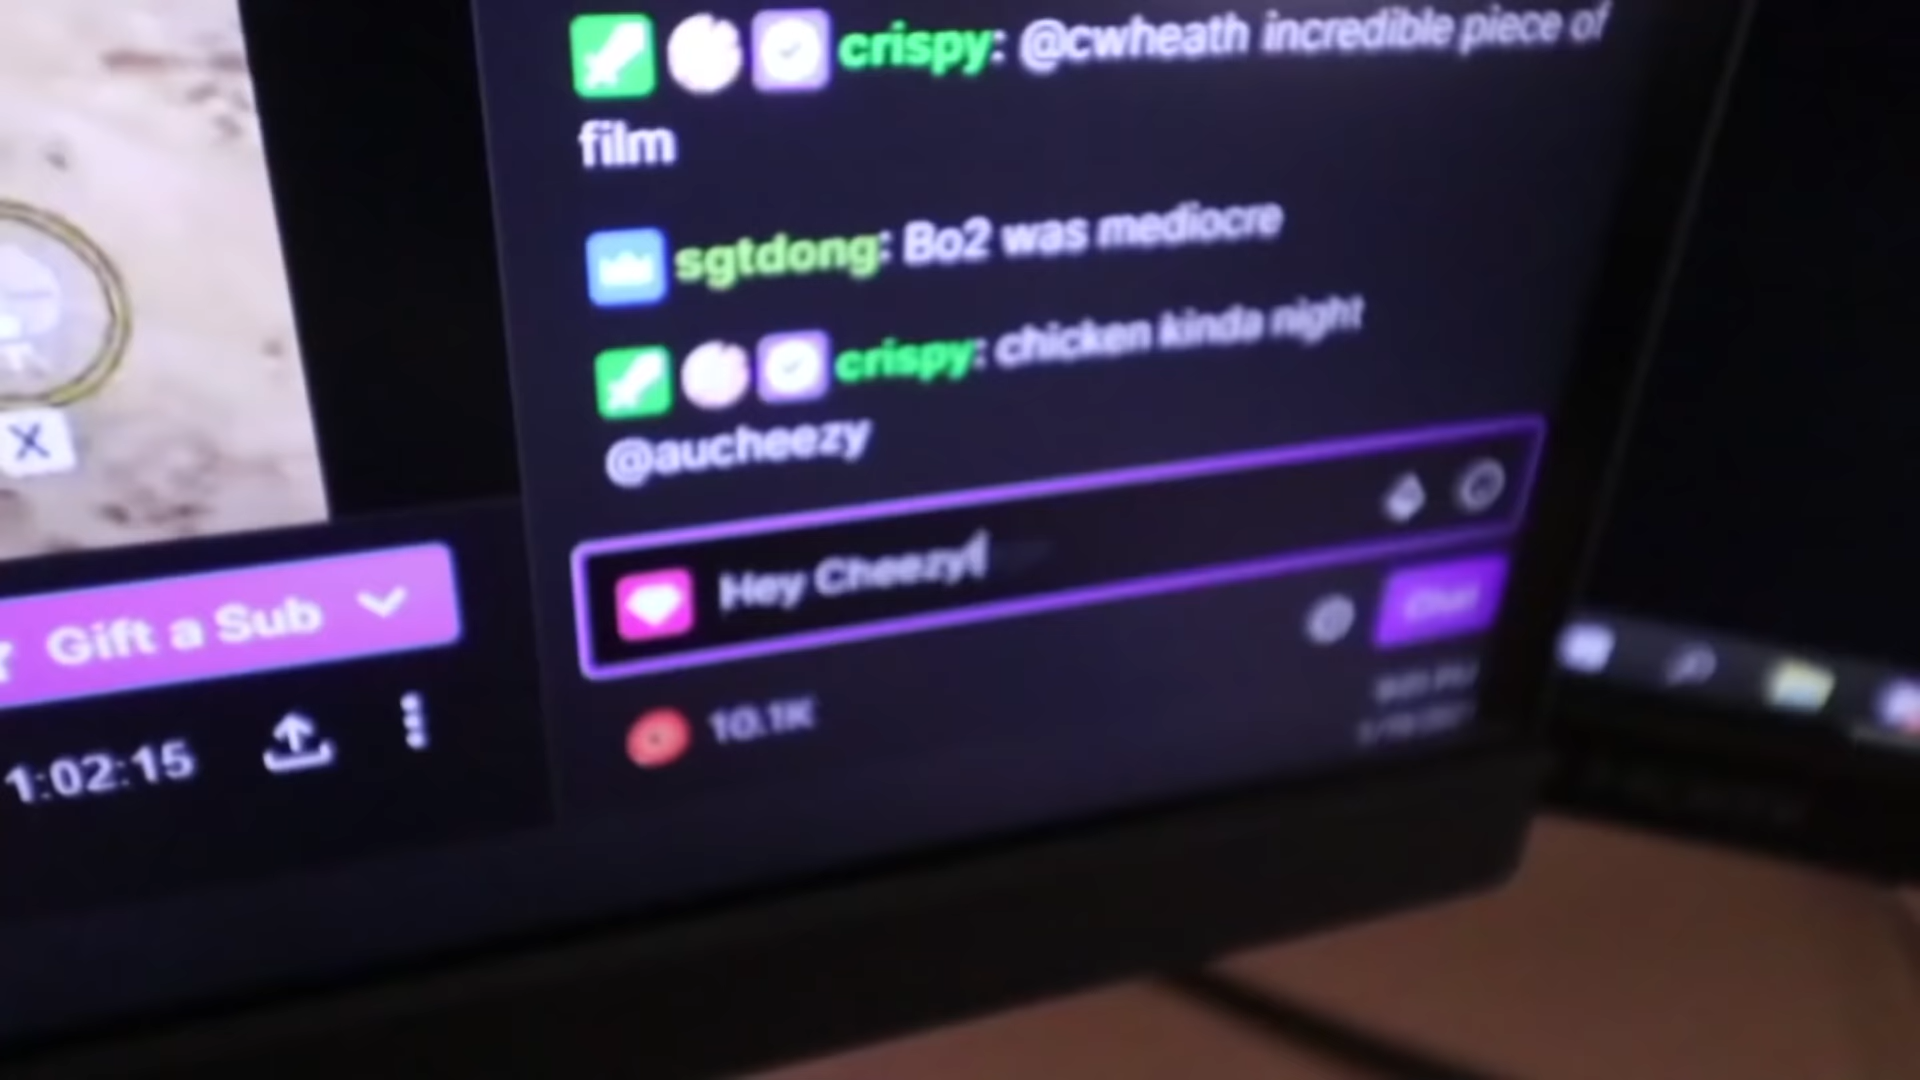 crispy: @cwheath incredible piece of
film
sgtdong: Bo2 was mediocre
crispy: chicken kinda night
@aucheezy
Hey Cheezy
X
Gift a Sub
Chat
10.1K
1:02:15